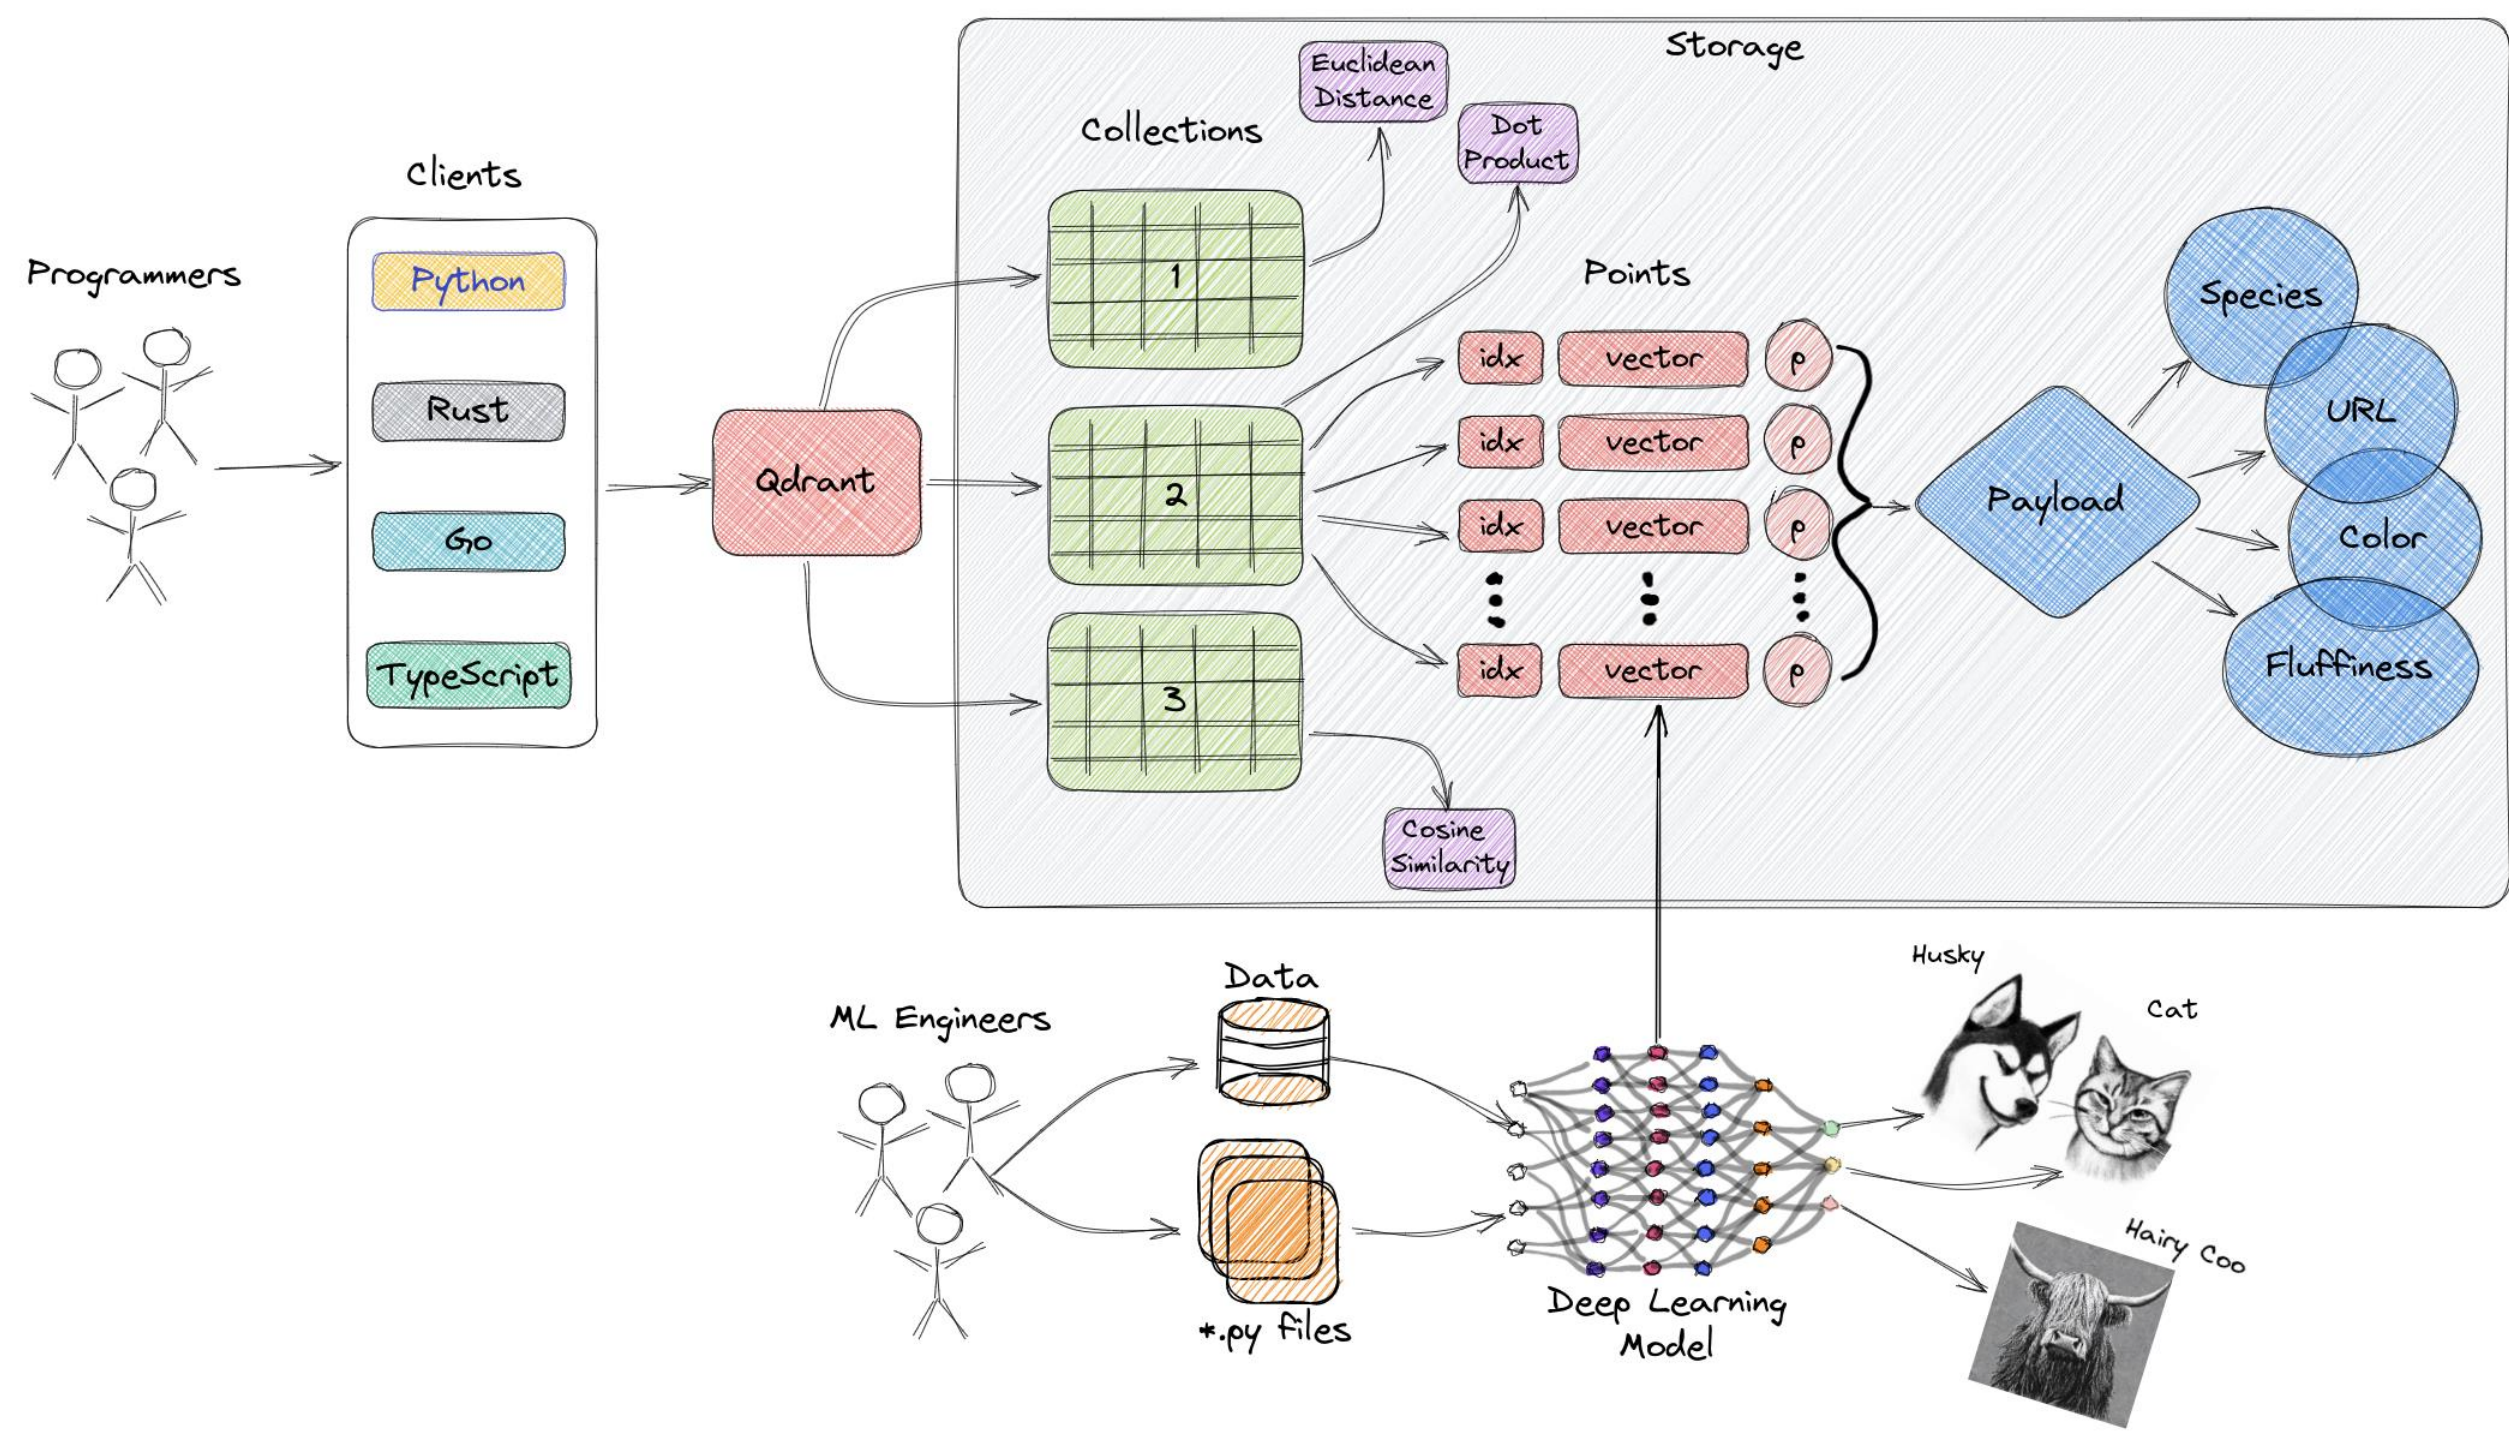 Storage
Euclidean
Distance
Collections
Dot
Product
Clients
Programmers
Python
Rust
Go
TypeScript
Qdrant
1
2
3
Points
idx vector p
idx vector p
idx vector p
idx vector p
Payload
Species
URL
Color
Fluffiness
Cosine
Similarity
ML Engineers
Data
*.py files
Deep Learning
Model
Husky
Cat
Hairy Coo